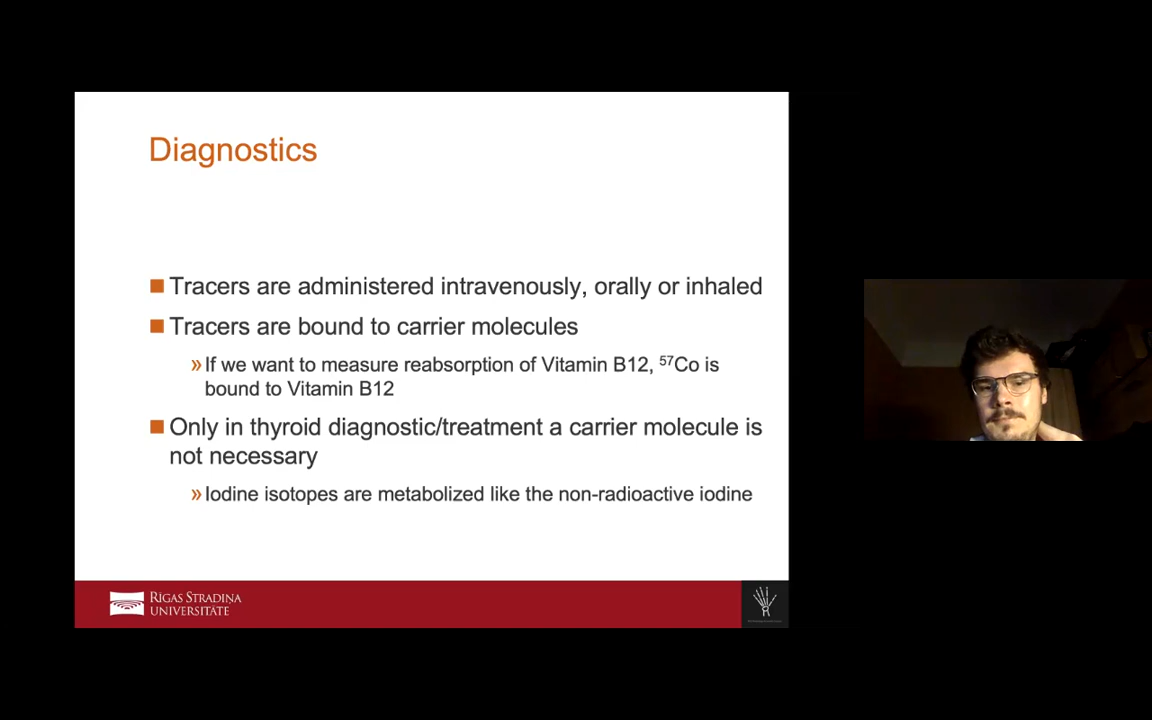 Diagnostics
Tracers are administered intravenously, orally or inhaled
Tracers are bound to carrier molecules
»If we want to measure reabsorption of Vitamin B12, ⁵⁷Co is
bound to Vitamin B12
Only in thyroid diagnostic/treatment a carrier molecule is
not necessary
»Iodine isotopes are metabolized like the non-radioactive iodine
RĪGAS STRADIŅA
UNIVERSITĀTE